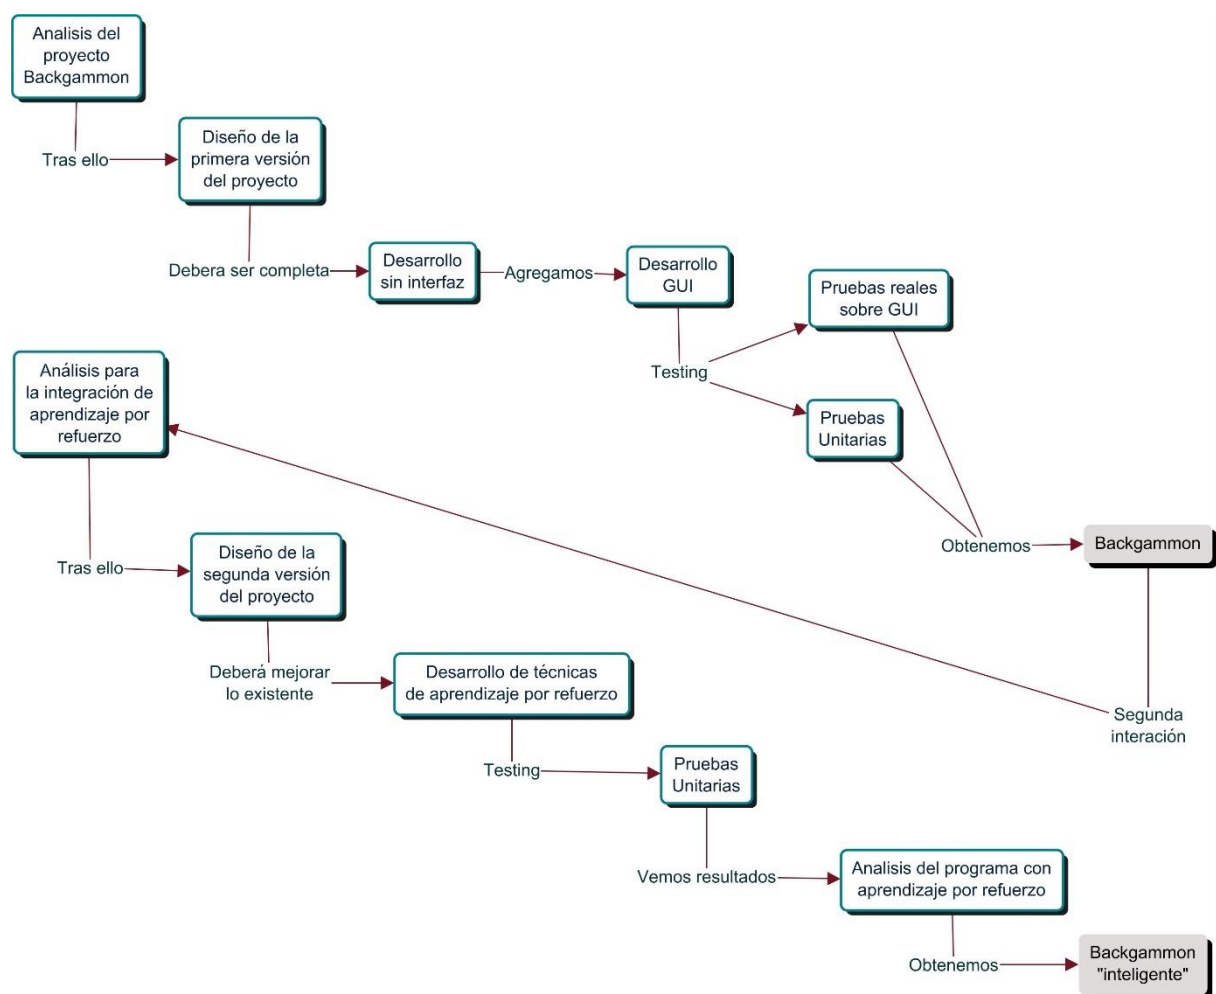 Analisis del
proyecto
Backgammon
Tras ello
Diseño de la
primera versión
del proyecto
Debera ser completa
Desarrollo
sin interfaz
Agregamos
Desarrollo
GUI
Testing
Pruebas reales
sobre GUI
Pruebas
Unitarias
Obtenemos
Backgammon
Segunda
interación
Análisis para
la integración de
aprendizaje por
refuerzo
Tras ello
Diseño de la
segunda versión
del proyecto
Deberá mejorar
lo existente
Desarrollo de técnicas
de aprendizaje por refuerzo
Testing
Pruebas
Unitarias
Vemos resultados
Analisis del programa con
aprendizaje por refuerzo
Obtenemos
Backgammon
"inteligente"